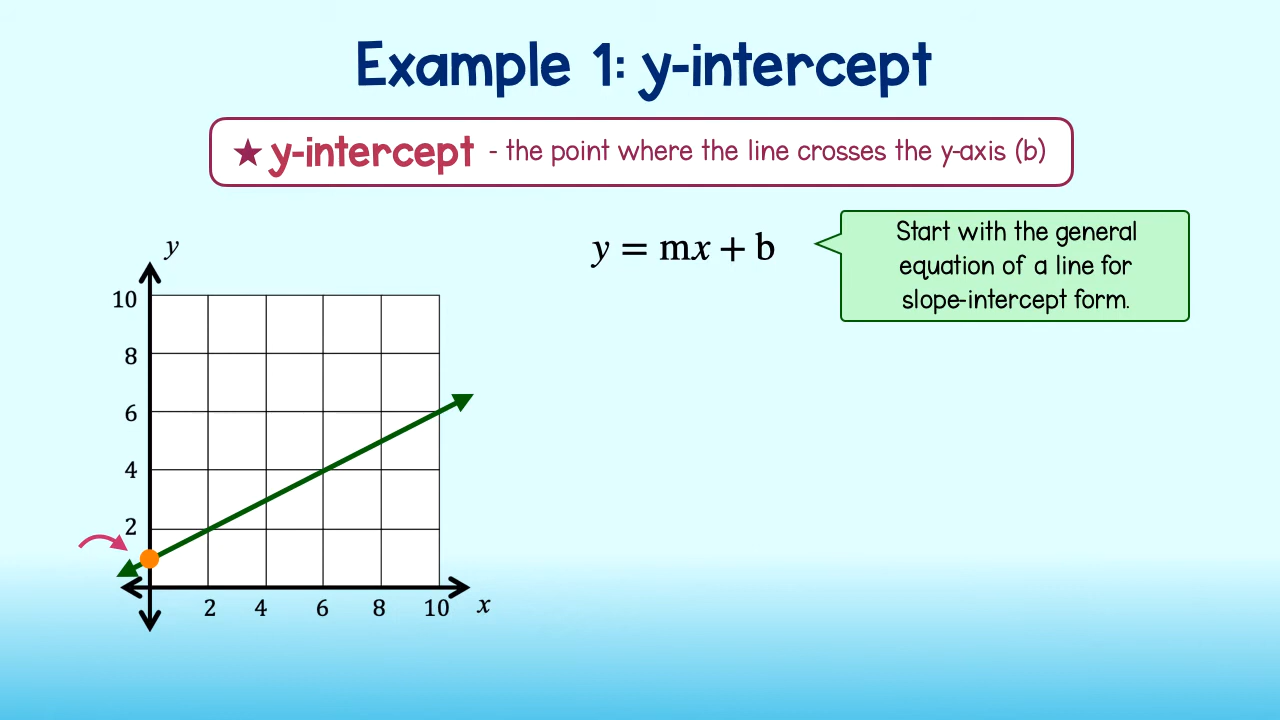 Example 1: y-intercept
★ y-intercept - the point where the line crosses the y-axis (b)
y = mx + b
Start with the general
equation of a line for
slope-intercept form.
y
10
8
6
4
2
2 4 6 8 10 x